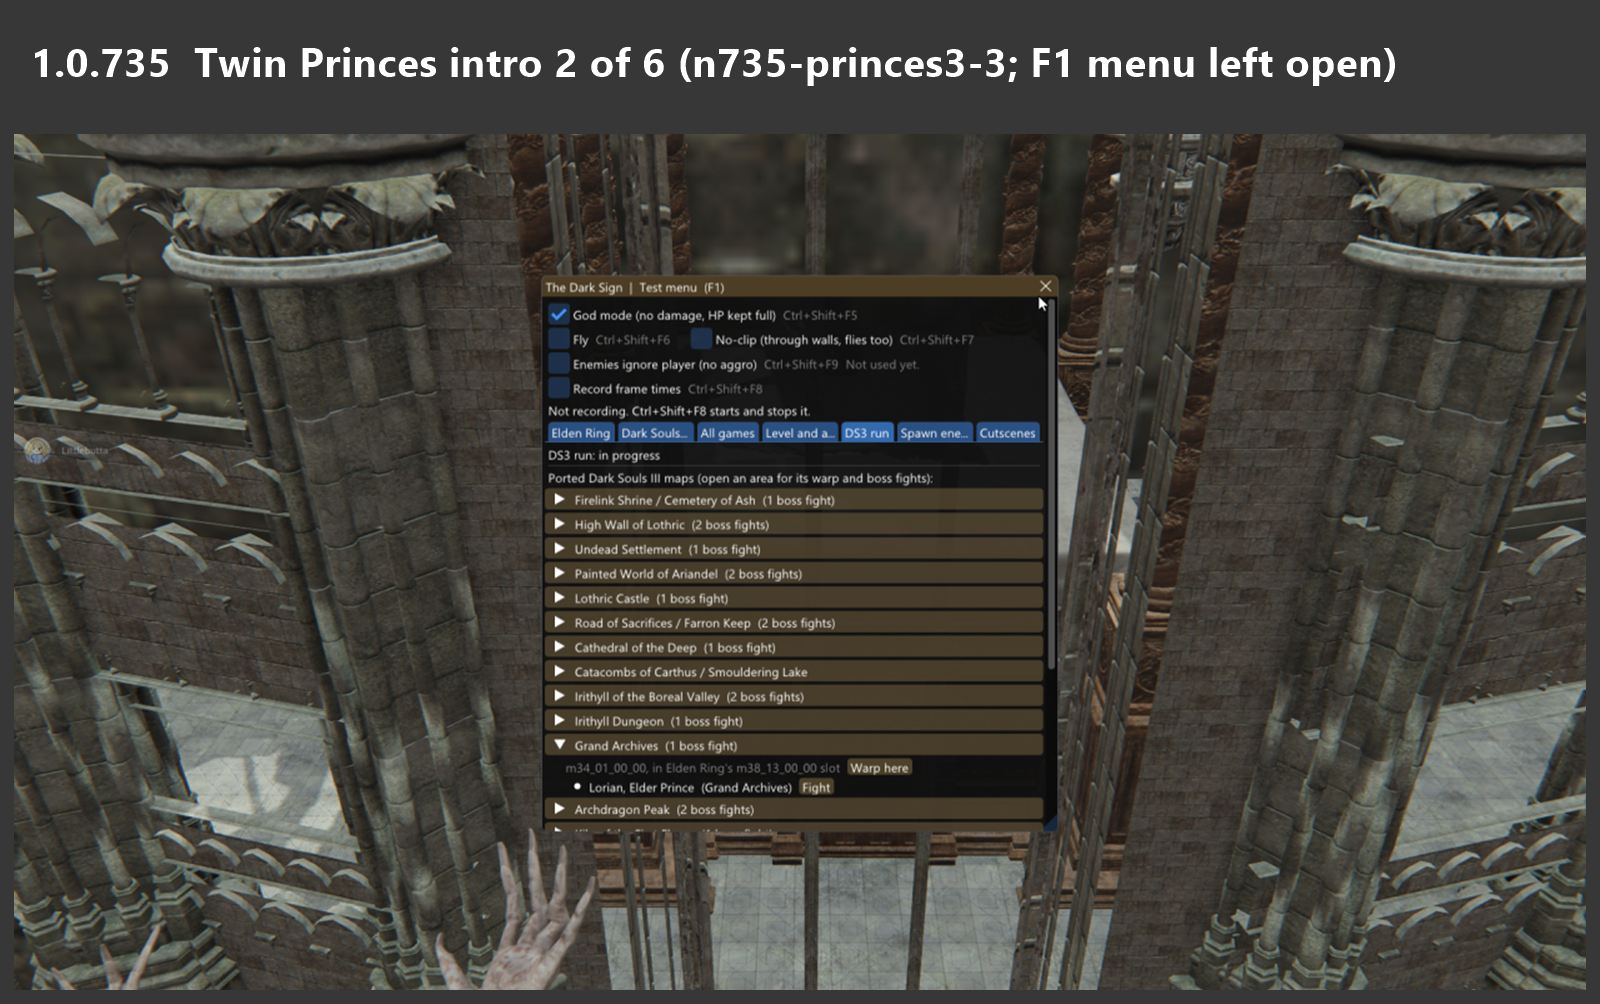 1.0.735 Twin Princes intro 2 of 6 (n735-princes3-3; F1 menu left open)
The Dark Sign | Test menu (F1)
God mode (no damage, HP kept full) Ctrl+Shift+F5
Fly Ctrl+Shift+F6 No-clip (through walls, flies too) Ctrl+Shift+F7
Enemies ignore player (no aggro) Ctrl+Shift+F9 Not used yet.
Record frame times Ctrl+Shift+F8
Not recording. Ctrl+Shift+F8 starts and stops it.
Elden Ring Dark Souls... All games Level and a... DS3 run Spawn ene... Cutscenes
Littlebutta
DS3 run: in progress
Ported Dark Souls III maps (open an area for its warp and boss fights):
Firelink Shrine / Cemetery of Ash (1 boss fight)
High Wall of Lothric (2 boss fights)
Undead Settlement (1 boss fight)
Painted World of Ariandel (2 boss fights)
Lothric Castle (1 boss fight)
Road of Sacrifices / Farron Keep (2 boss fights)
Cathedral of the Deep (1 boss fight)
Catacombs of Carthus / Smouldering Lake
Irithyll of the Boreal Valley (2 boss fights)
Irithyll Dungeon (1 boss fight)
Grand Archives (1 boss fight)
m34_01_00_00, in Elden Ring's m38_13_00_00 slot Warp here
Lorian, Elder Prince (Grand Archives) Fight
Archdragon Peak (2 boss fights)